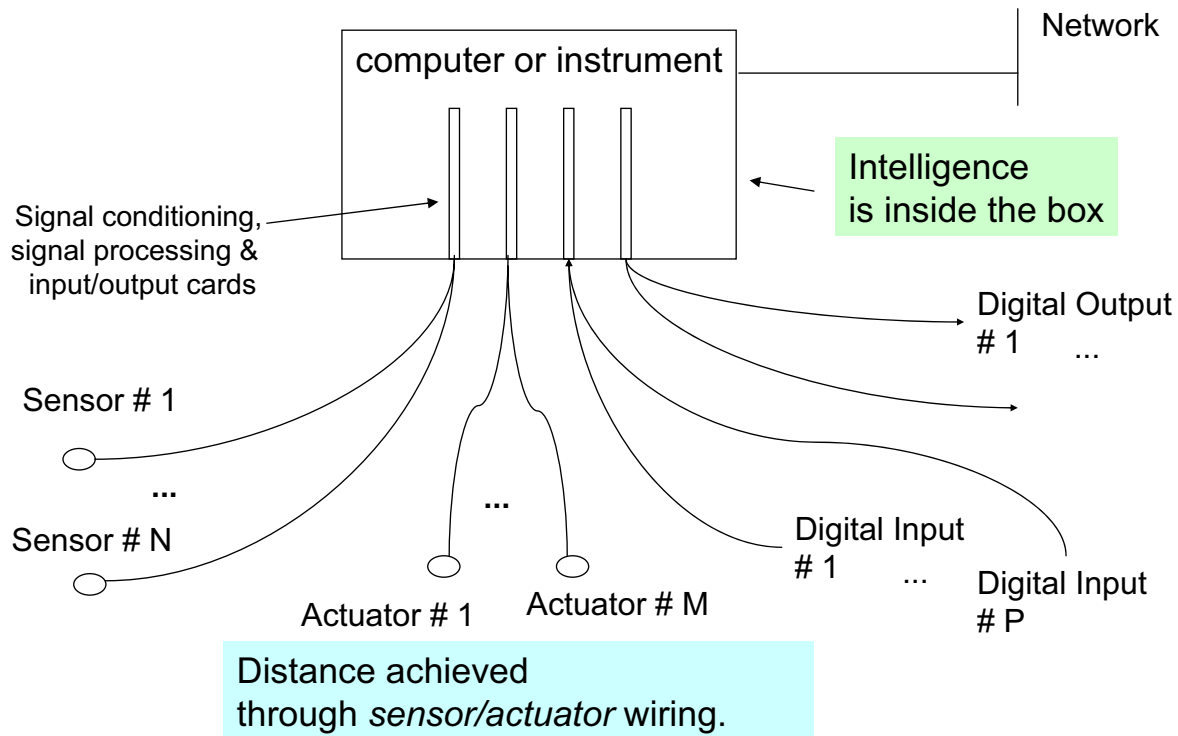 Network
computer or instrument
Intelligence
is inside the box
Signal conditioning,
signal processing &
input/output cards
Digital Output
# 1 ...
Sensor # 1
...
Sensor # N
...
Digital Input
# 1 ...
Digital Input
# P
Actuator # 1
Actuator # M
Distance achieved
through sensor/actuator wiring.